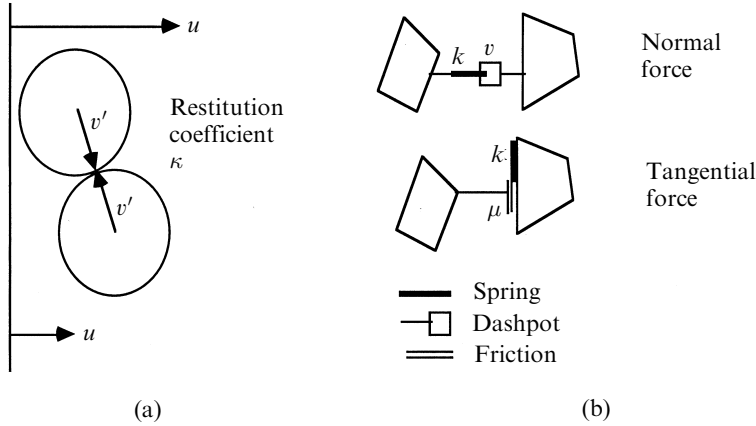 u
v′
v′
Restitution
coefficient
κ
u
(a)
k
v
Normal
force
k
μ
Tangential
force
Spring
Dashpot
Friction
(b)